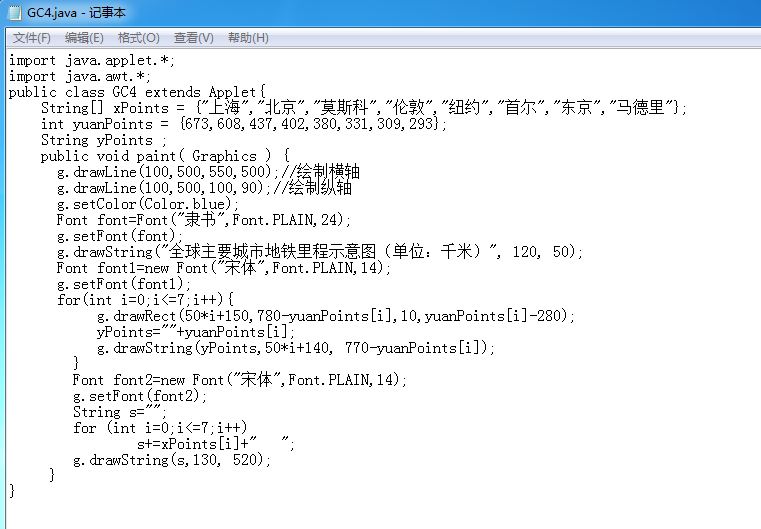 GC4.java - 记事本
文件(F) 编辑(E) 格式(O) 查看(V) 帮助(H)
import java.applet.*;
import java.awt.*;
public class GC4 extends Applet{
    String[] xPoints = {"上海","北京","莫斯科","伦敦","纽约","首尔","东京","马德里"};
    int yuanPoints = {673,608,437,402,380,331,309,293};
    String yPoints ;
    public void paint( Graphics ) {
      g.drawLine(100,500,550,500);//绘制横轴
      g.drawLine(100,500,100,90);//绘制纵轴
      g.setColor(Color.blue);
      Font font=Font("隶书",Font.PLAIN,24);
      g.setFont(font);
      g.drawString("全球主要城市地铁里程示意图（单位：千米）", 120, 50);
      Font font1=new Font("宋体",Font.PLAIN,14);
      g.setFont(font1);
      for(int i=0;i<=7;i++){
           g.drawRect(50*i+150,780-yuanPoints[i],10,yuanPoints[i]-280);
           yPoints=""+yuanPoints[i];
           g.drawString(yPoints,50*i+140, 770-yuanPoints[i]);
        }
        Font font2=new Font("宋体",Font.PLAIN,14);
        g.setFont(font2);
        String s="";
        for (int i=0;i<=7;i++)
                s+=xPoints[i]+"   ";
        g.drawString(s,130, 520);
     }
}